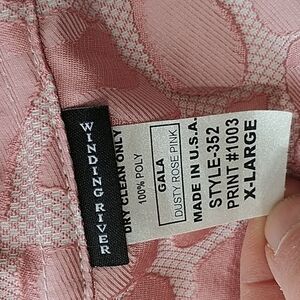 WINDING RIVER
DRY CLEAN ONLY
100% POLY
GALA
DUSTY ROSE PINK
MADE IN U.S.A.
STYLE-352
PRINT #1003
X-LARGE